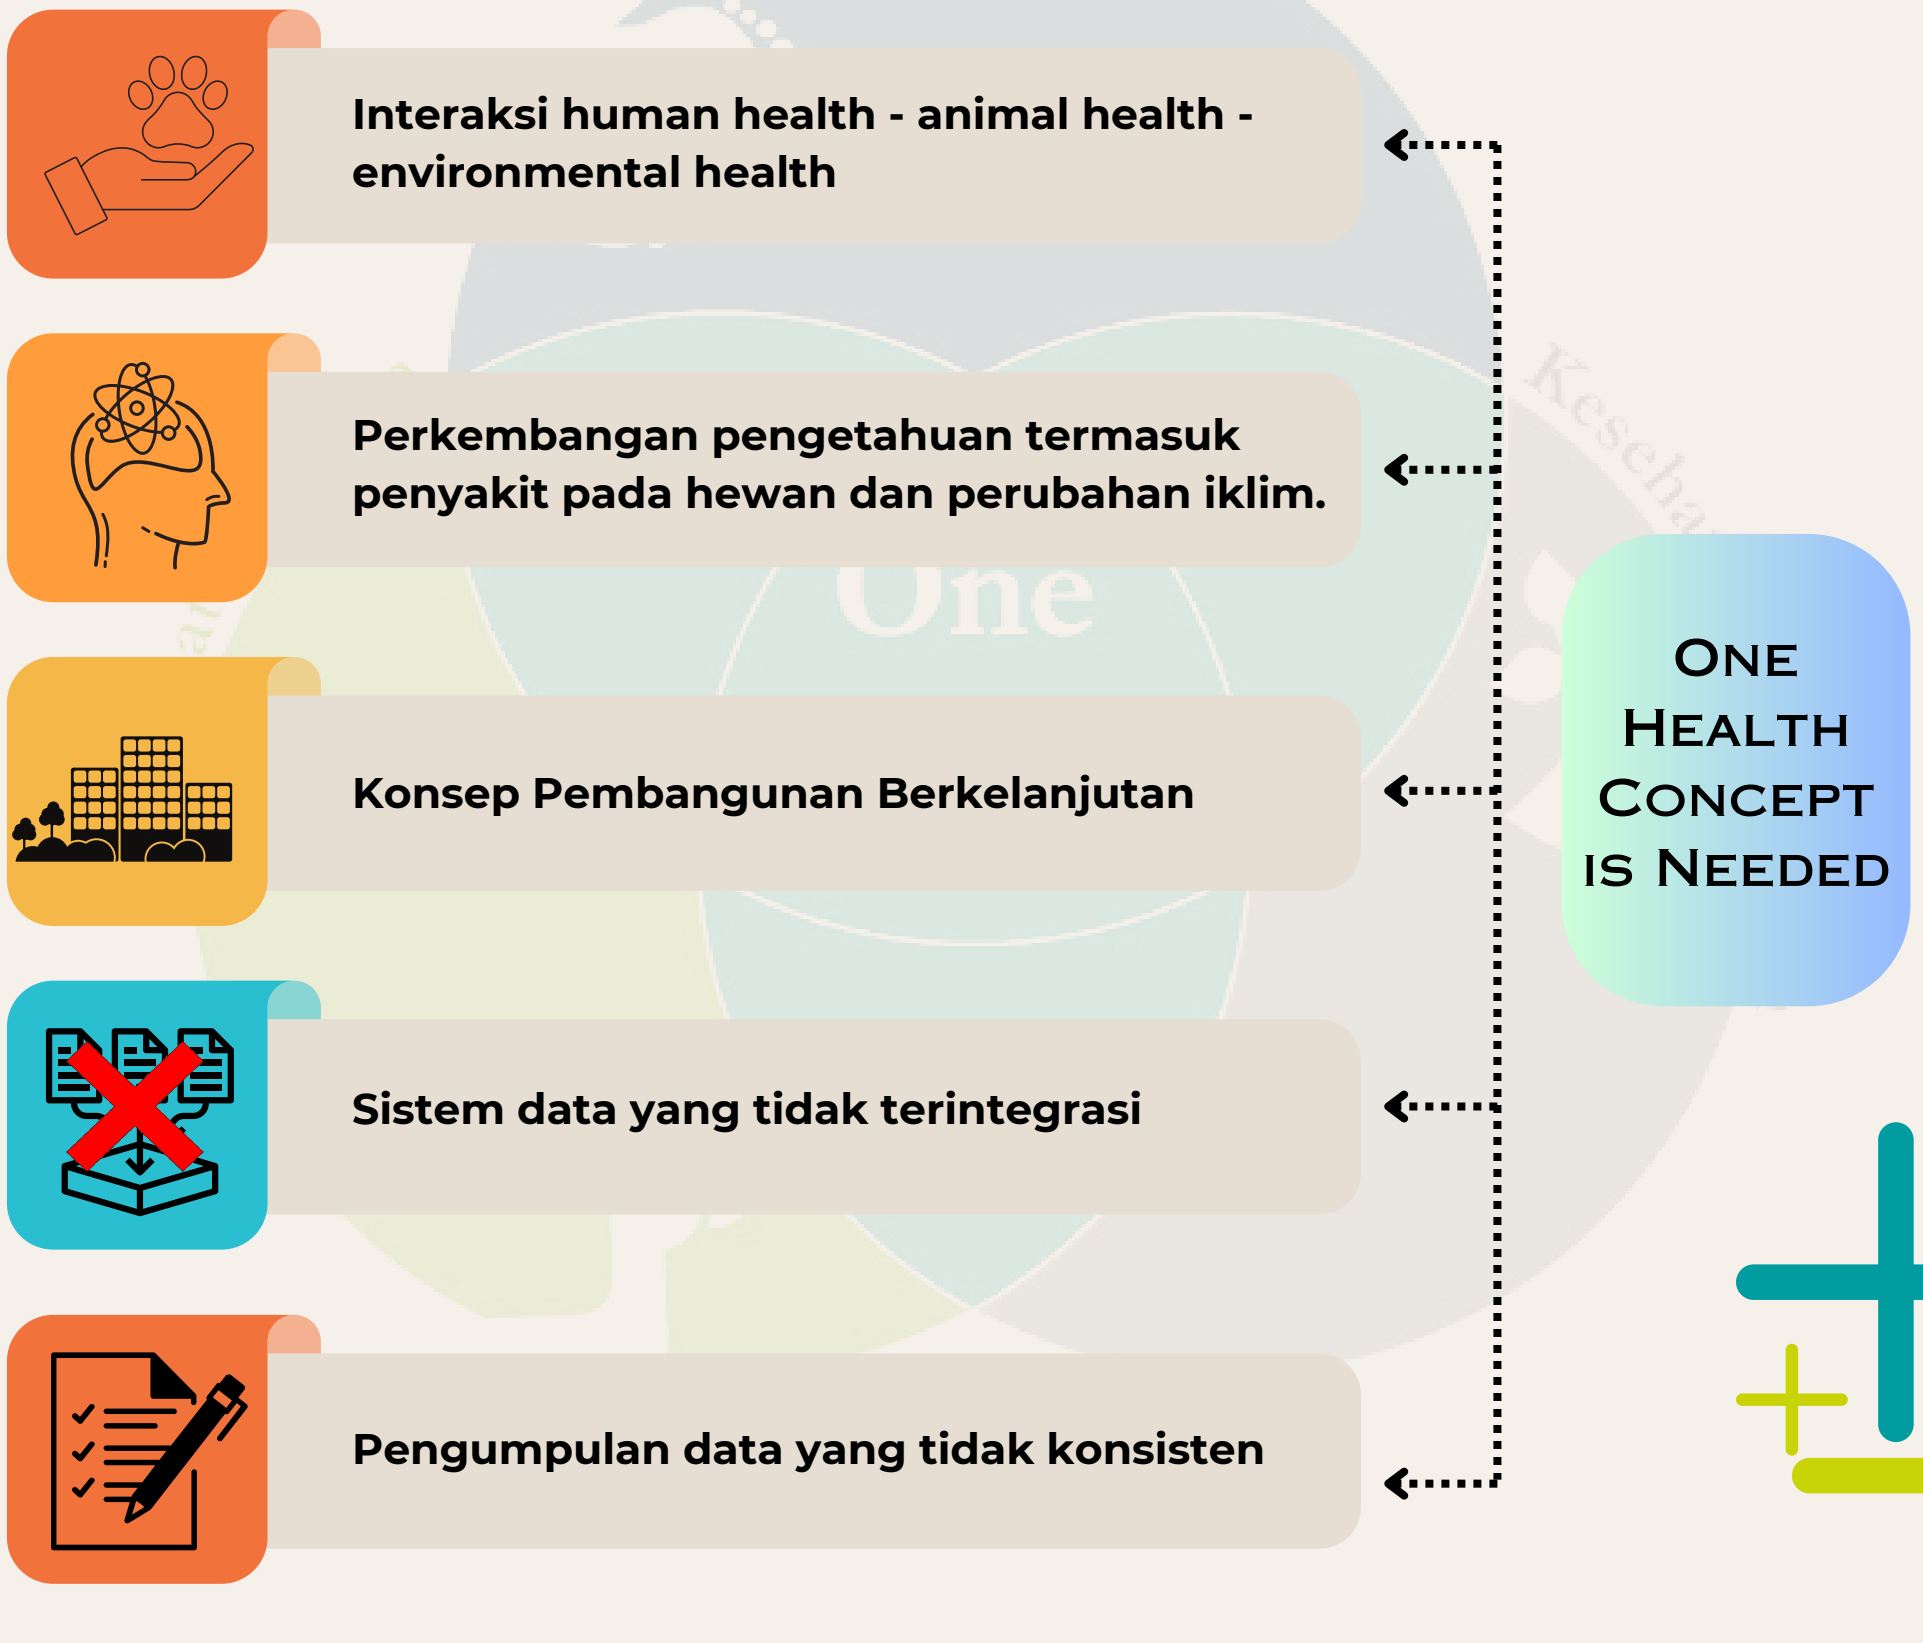 Interaksi human health - animal health -
environmental health
Perkembangan pengetahuan termasuk
penyakit pada hewan dan perubahan iklim.
One
Konsep Pembangunan Berkelanjutan
Sistem data yang tidak terintegrasi
Pengumpulan data yang tidak konsisten
One
Health
Concept
is Needed